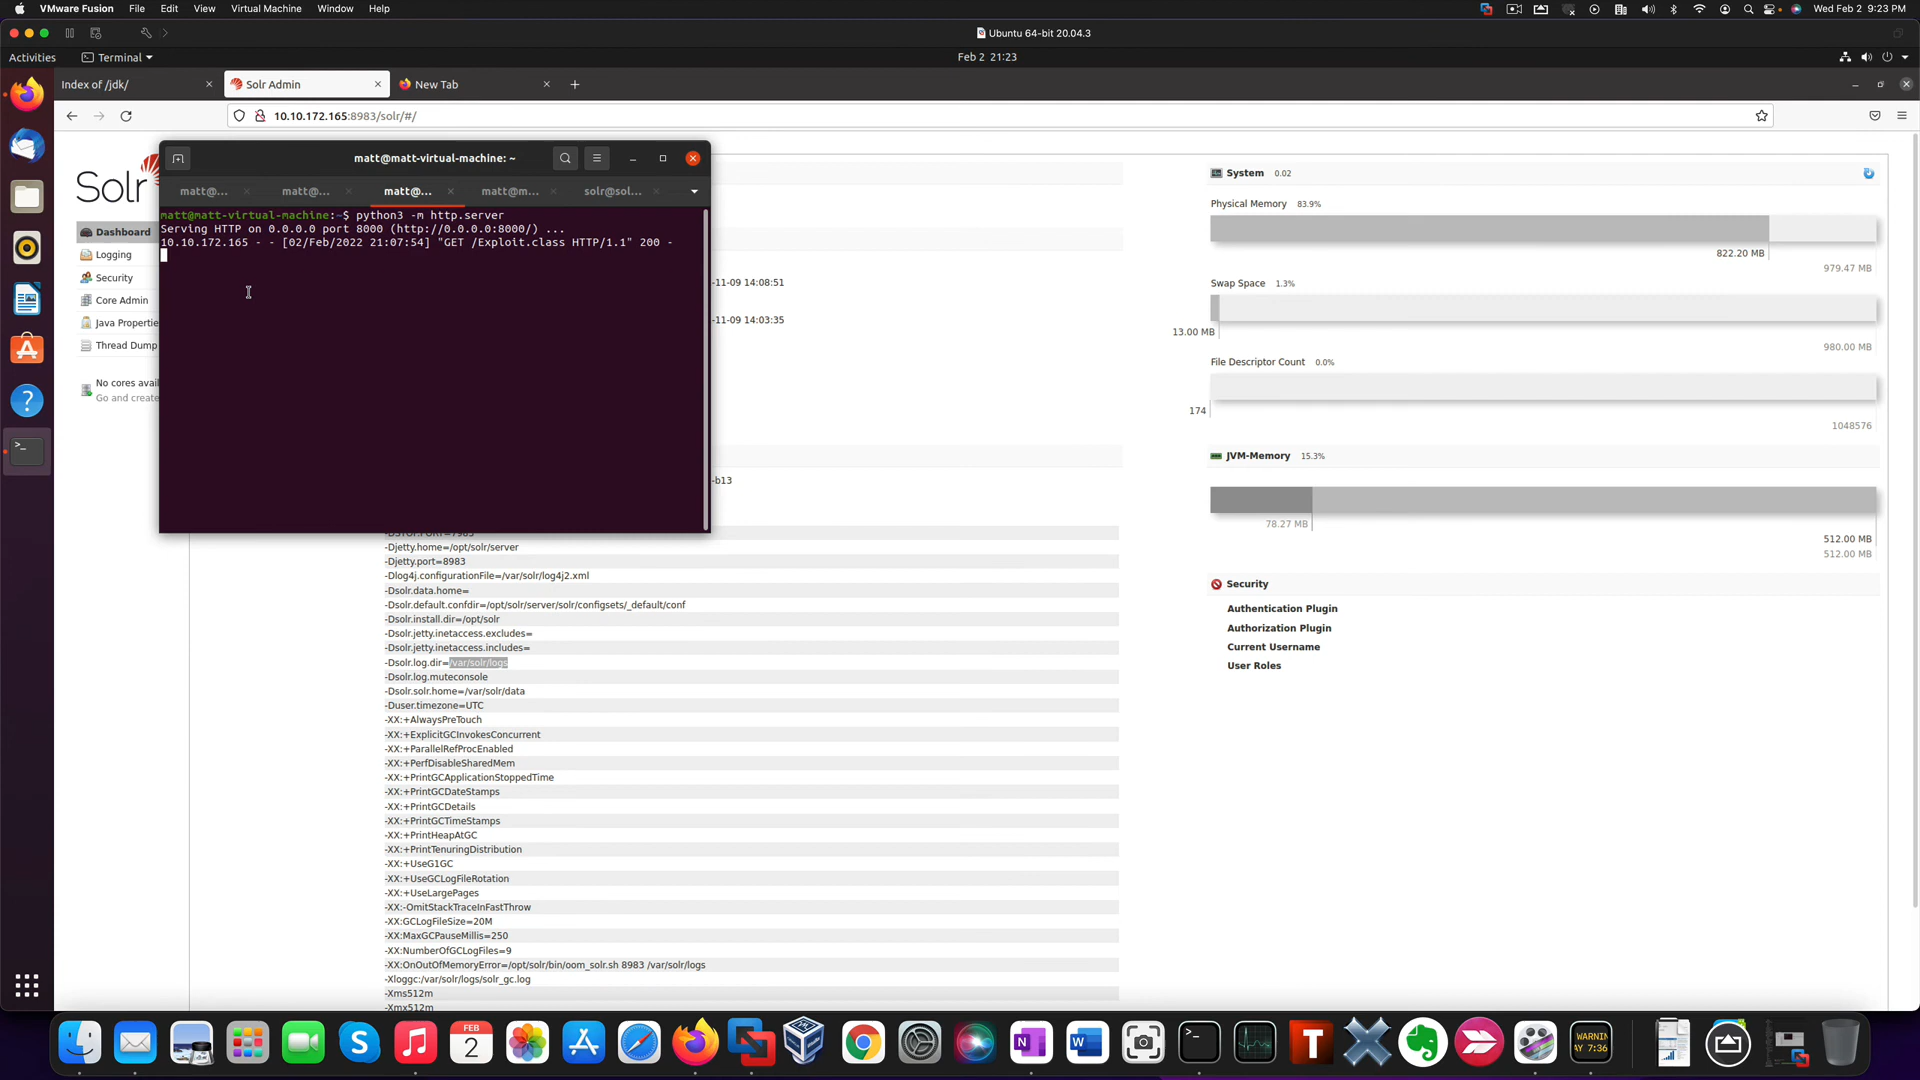 VMware Fusion File Edit View Virtual Machine Window Help Wed Feb 2 9:23 PM
Ubuntu 64-bit 20.04.3
Activities Terminal Feb 2 21:23
Index of /jdk/ Solr Admin New Tab
10.10.172.165:8983/solr/#/
Solr
Dashboard
Logging
Security
Core Admin
Java Propertie
Thread Dump
No cores avail
Go and create
matt@matt-virtual-machine: ~
matt@... matt@... matt@... matt@m... solr@sol...
matt@matt-virtual-machine:~$ python3 -m http.server
Serving HTTP on 0.0.0.0 port 8000 (http://0.0.0.0:8000/) ...
10.10.172.165 - - [02/Feb/2022 21:07:54] "GET /Exploit.class HTTP/1.1" 200 -
-11-09 14:08:51
-11-09 14:03:35
-b13
-DSTOP.PORT=7983
-Djetty.home=/opt/solr/server
-Djetty.port=8983
-Dlog4j.configurationFile=/var/solr/log4j2.xml
-Dsolr.data.home=
-Dsolr.default.confdir=/opt/solr/server/solr/configsets/_default/conf
-Dsolr.install.dir=/opt/solr
-Dsolr.jetty.inetaccess.excludes=
-Dsolr.jetty.inetaccess.includes=
-Dsolr.log.dir=/var/solr/logs
-Dsolr.log.muteconsole
-Dsolr.solr.home=/var/solr/data
-Duser.timezone=UTC
-XX:+AlwaysPreTouch
-XX:+ExplicitGCInvokesConcurrent
-XX:+ParallelRefProcEnabled
-XX:+PerfDisableSharedMem
-XX:+PrintGCApplicationStoppedTime
-XX:+PrintGCDateStamps
-XX:+PrintGCDetails
-XX:+PrintGCTimeStamps
-XX:+PrintHeapAtGC
-XX:+PrintTenuringDistribution
-XX:+UseG1GC
-XX:+UseGCLogFileRotation
-XX:+UseLargePages
-XX:-OmitStackTraceInFastThrow
-XX:GCLogFileSize=20M
-XX:MaxGCPauseMillis=250
-XX:NumberOfGCLogFiles=9
-XX:OnOutOfMemoryError=/opt/solr/bin/oom_solr.sh 8983 /var/solr/logs
-Xloggc:/var/solr/logs/solr_gc.log
-Xms512m
-Xmx512m
System 0.02
Physical Memory 83.9%
822.20 MB
979.47 MB
Swap Space 1.3%
13.00 MB
980.00 MB
File Descriptor Count 0.0%
174
1048576
JVM-Memory 15.3%
78.27 MB
512.00 MB
512.00 MB
Security
Authentication Plugin
Authorization Plugin
Current Username
User Roles
FEB
2
WARNIN
AY 7:36